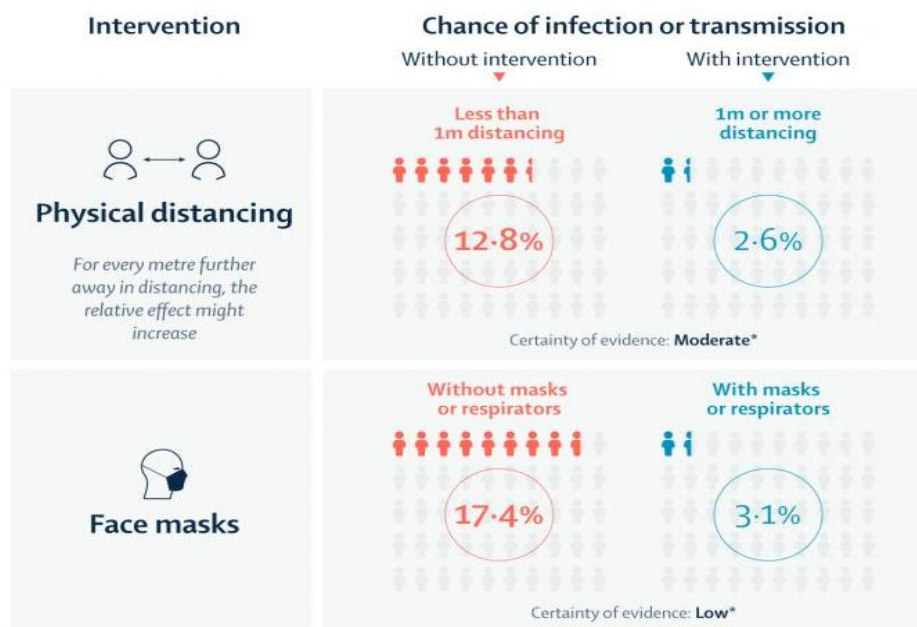 Intervention
Chance of infection or transmission
Without intervention
With intervention
Physical distancing
For every metre further
away in distancing, the
relative effect might
increase
Less than
1m distancing
12·8%
1m or more
distancing
2·6%
Certainty of evidence: Moderate*
Face masks
Without masks
or respirators
17·4%
With masks
or respirators
3·1%
Certainty of evidence: Low*